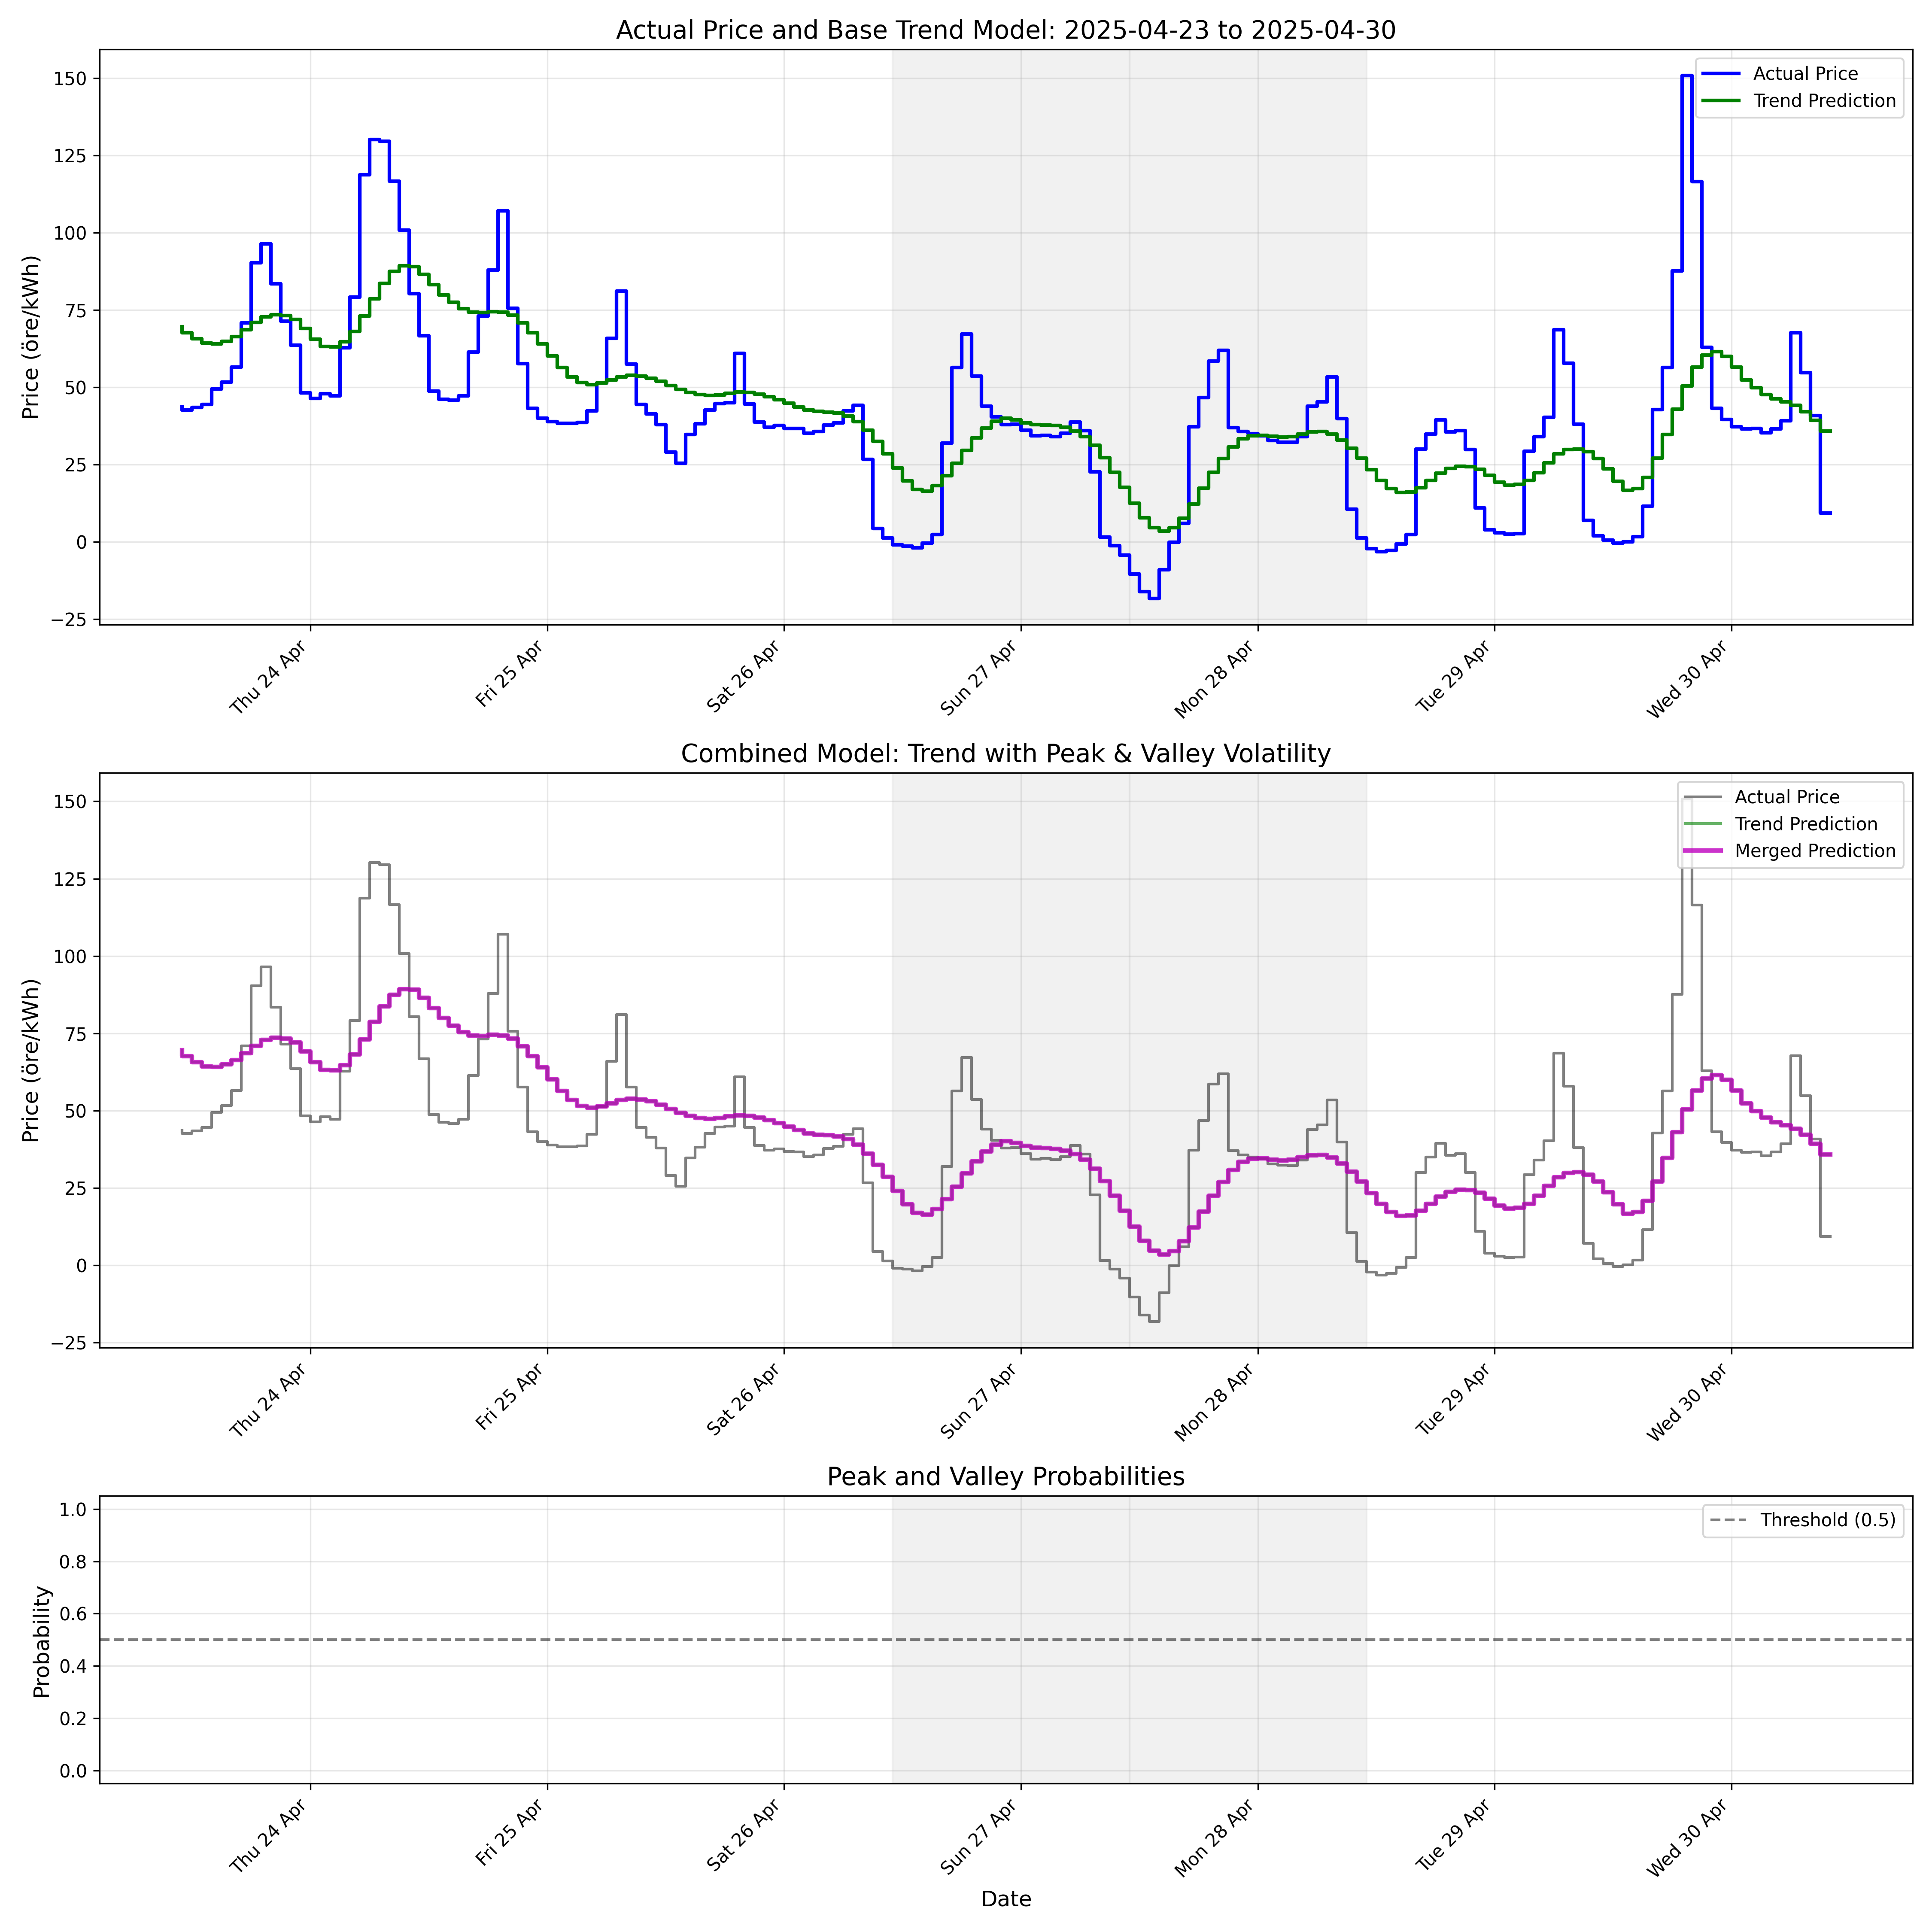 Actual Price and Base Trend Model: 2025-04-23 to 2025-04-30
Price (öre/kWh)
150
125
100
75
50
25
0
−25
Actual Price
Trend Prediction
Thu 24 Apr
Fri 25 Apr
Sat 26 Apr
Sun 27 Apr
Mon 28 Apr
Tue 29 Apr
Wed 30 Apr
Combined Model: Trend with Peak & Valley Volatility
Price (öre/kWh)
150
125
100
75
50
25
0
−25
Actual Price
Trend Prediction
Merged Prediction
Thu 24 Apr
Fri 25 Apr
Sat 26 Apr
Sun 27 Apr
Mon 28 Apr
Tue 29 Apr
Wed 30 Apr
Peak and Valley Probabilities
Probability
1.0
0.8
0.6
0.4
0.2
0.0
Threshold (0.5)
Thu 24 Apr
Fri 25 Apr
Sat 26 Apr
Sun 27 Apr
Mon 28 Apr
Tue 29 Apr
Wed 30 Apr
Date